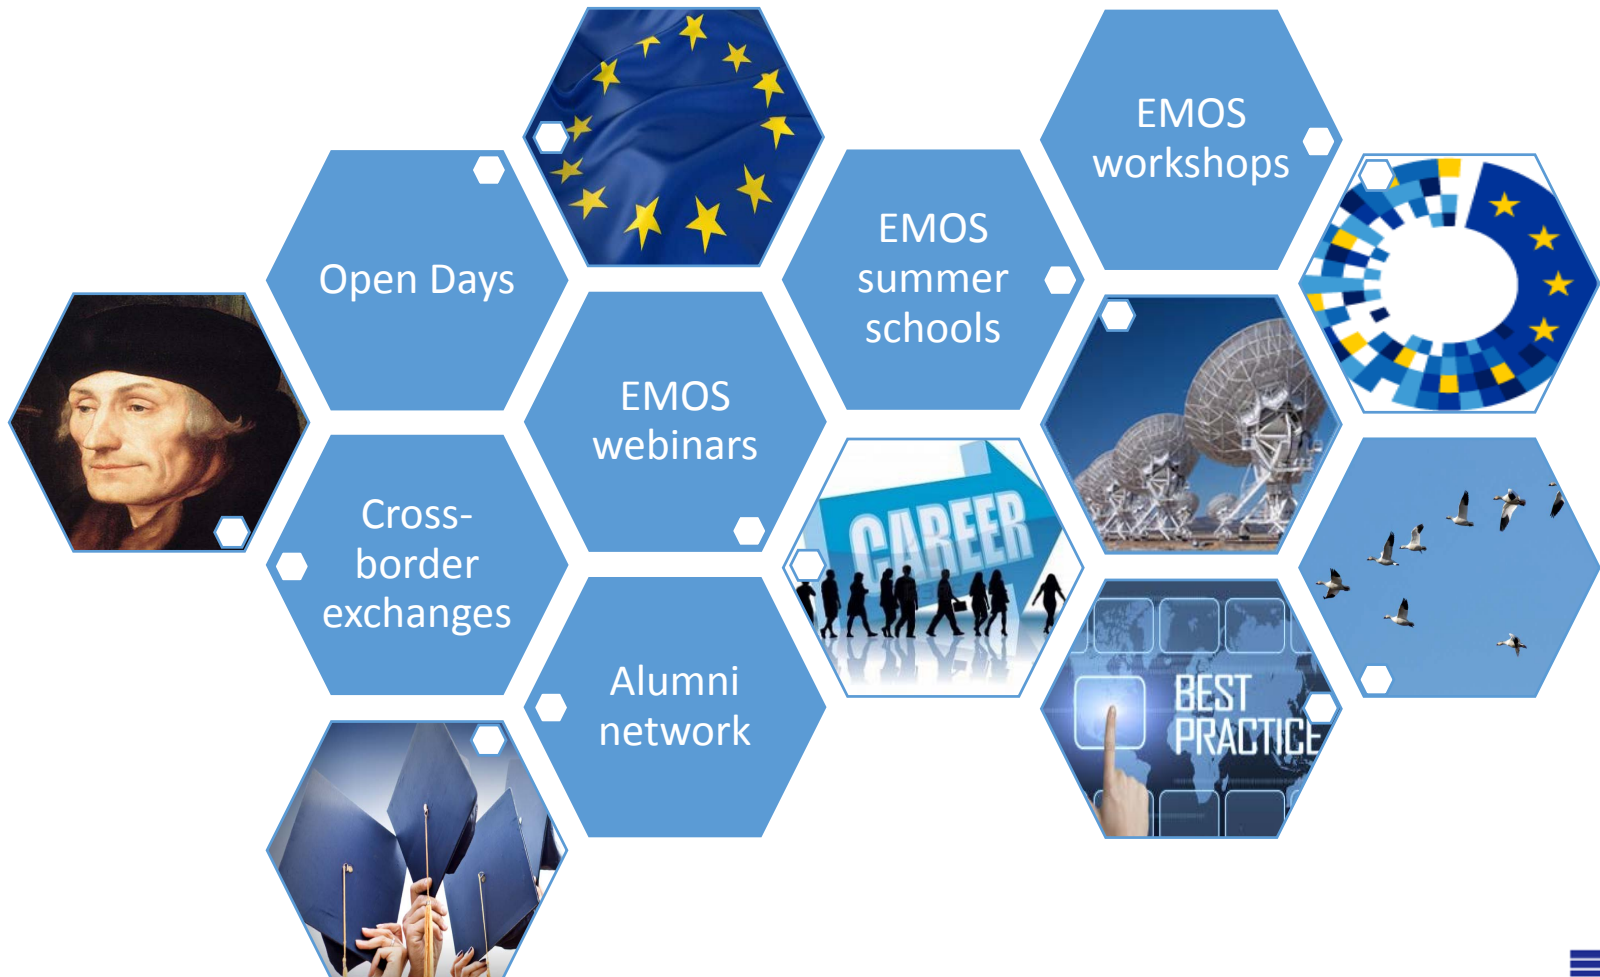 EMOS
workshops
EMOS
summer
schools
Open Days
EMOS
webinars
Cross-
border
exchanges
CAREER
Alumni
network
BEST
PRACTICE